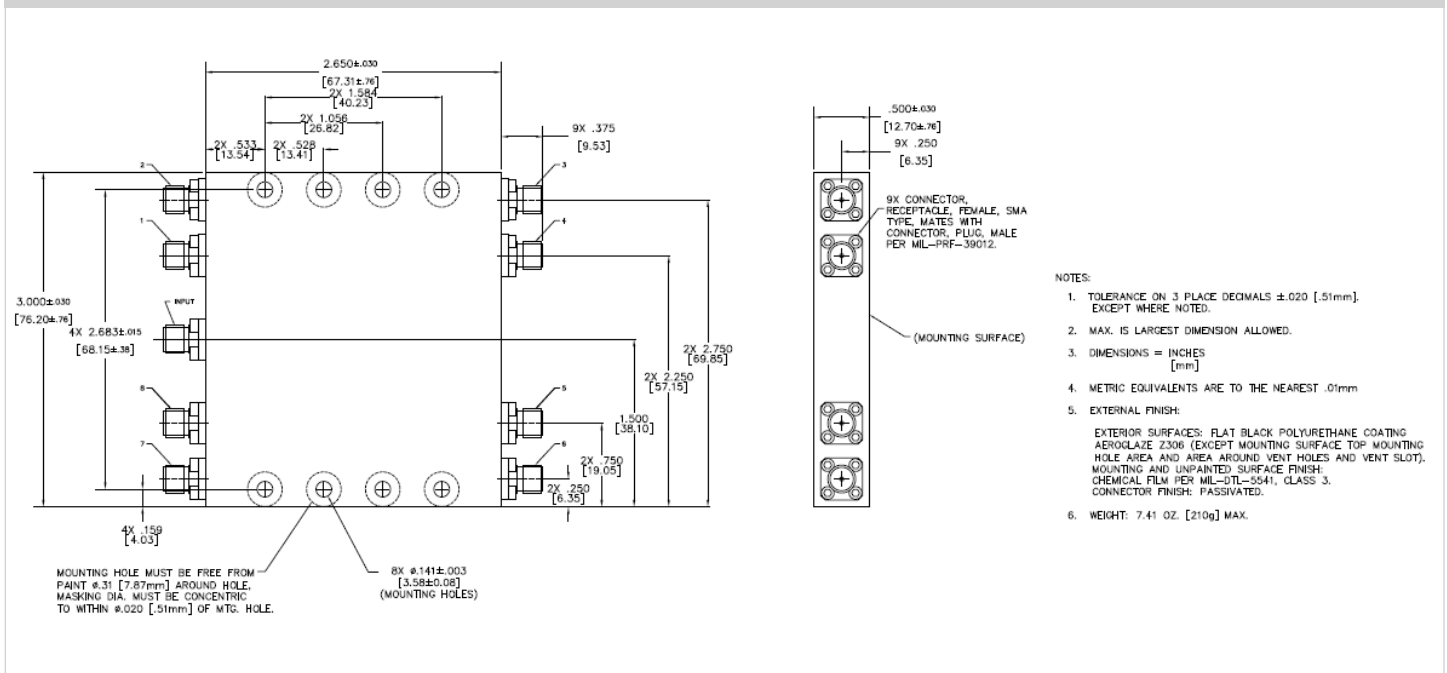 2.650±.030
[67.31±.76]
2X 1.584
[40.23]
2X 1.056
[26.82]
2X .533
[13.54]
2X .528
[13.41]
9X .375
[9.53]
2
3
1
4
INPUT
3.000±.030
[76.20±.76]
4X 2.683±.015
[68.15±.38]
2X 2.750
[69.85]
2X 2.250
[57.15]
8
5
1.500
[38.10]
7
6
2X .750
[19.05]
2X .250
[6.35]
4X .159
[4.03]
MOUNTING HOLE MUST BE FREE FROM
PAINT ø.31 [7.87mm] AROUND HOLE,
MASKING DIA. MUST BE CONCENTRIC
TO WITHIN ø.020 [.51mm] OF MTG. HOLE.
8X ø.141±.003
[3.58±0.08]
(MOUNTING HOLES)
.500±.030
[12.70±.76]
9X .250
[6.35]
9X CONNECTOR,
RECEPTACLE, FEMALE, SMA
TYPE, MATES WITH
CONNECTOR, PLUG, MALE
PER MIL-PRF-39012.
(MOUNTING SURFACE)
NOTES:
1. TOLERANCE ON 3 PLACE DECIMALS ±.020 [.51mm].
EXCEPT WHERE NOTED.
2. MAX. IS LARGEST DIMENSION ALLOWED.
3. DIMENSIONS = INCHES
[mm]
4. METRIC EQUIVALENTS ARE TO THE NEAREST .01mm
5. EXTERNAL FINISH:
EXTERIOR SURFACES: FLAT BLACK POLYURETHANE COATING
AEROGLAZE Z306 (EXCEPT MOUNTING SURFACE TOP MOUNTING
HOLE AREA AND AREA AROUND VENT HOLES AND VENT SLOT).
MOUNTING AND UNPAINTED SURFACE FINISH:
CHEMICAL FILM PER MIL-DTL-5541, CLASS 3.
CONNECTOR FINISH: PASSIVATED.
6. WEIGHT: 7.41 OZ. [210g] MAX.